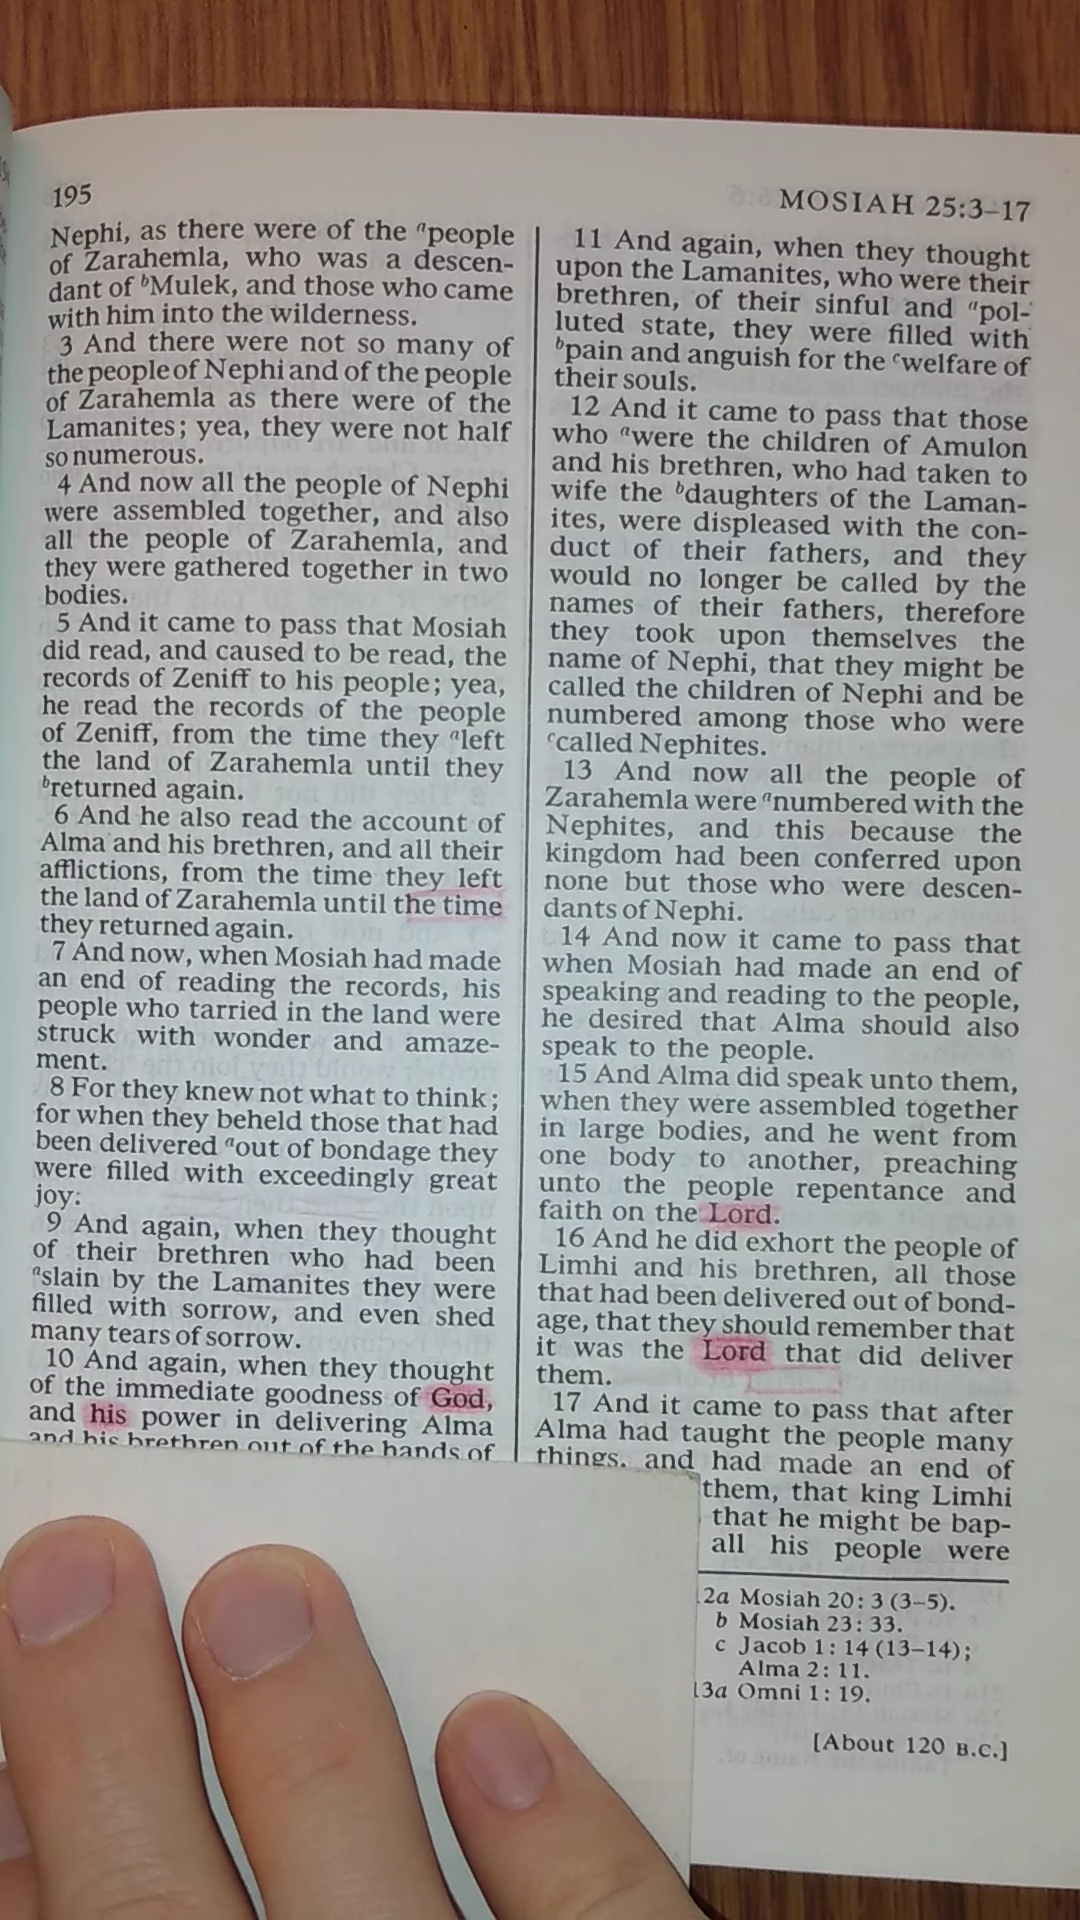 195
MOSIAH 25:3–17
Nephi, as there were of the ᵃpeople
of Zarahemla, who was a descen-
dant of ᵇMulek, and those who came
with him into the wilderness.
3 And there were not so many of
the people of Nephi and of the people
of Zarahemla as there were of the
Lamanites; yea, they were not half
so numerous.
4 And now all the people of Nephi
were assembled together, and also
all the people of Zarahemla, and
they were gathered together in two
bodies.
5 And it came to pass that Mosiah
did read, and caused to be read, the
records of Zeniff to his people; yea,
he read the records of the people
of Zeniff, from the time they ᵃleft
the land of Zarahemla until they
ᵇreturned again.
6 And he also read the account of
Alma and his brethren, and all their
afflictions, from the time they left
the land of Zarahemla until the time
they returned again.
7 And now, when Mosiah had made
an end of reading the records, his
people who tarried in the land were
struck with wonder and amaze-
ment.
8 For they knew not what to think;
for when they beheld those that had
been delivered ᵃout of bondage they
were filled with exceedingly great
joy.
9 And again, when they thought
of their brethren who had been
ᵃslain by the Lamanites they were
filled with sorrow, and even shed
many tears of sorrow.
10 And again, when they thought
of the immediate goodness of God,
and his power in delivering Alma
and his brethren out of the hands of
11 And again, when they thought
upon the Lamanites, who were their
brethren, of their sinful and ᵃpol-
luted state, they were filled with
ᵇpain and anguish for the ᶜwelfare of
their souls.
12 And it came to pass that those
who ᵃwere the children of Amulon
and his brethren, who had taken to
wife the ᵇdaughters of the Laman-
ites, were displeased with the con-
duct of their fathers, and they
would no longer be called by the
names of their fathers, therefore
they took upon themselves the
name of Nephi, that they might be
called the children of Nephi and be
numbered among those who were
ᶜcalled Nephites.
13 And now all the people of
Zarahemla were ᵃnumbered with the
Nephites, and this because the
kingdom had been conferred upon
none but those who were descen-
dants of Nephi.
14 And now it came to pass that
when Mosiah had made an end of
speaking and reading to the people,
he desired that Alma should also
speak to the people.
15 And Alma did speak unto them,
when they were assembled together
in large bodies, and he went from
one body to another, preaching
unto the people repentance and
faith on the Lord.
16 And he did exhort the people of
Limhi and his brethren, all those
that had been delivered out of bond-
age, that they should remember that
it was the Lord that did deliver
them.
17 And it came to pass that after
Alma had taught the people many
things, and had made an end of
them, that king Limhi
that he might be bap-
all his people were
2a Mosiah 20: 3 (3–5).
b Mosiah 23: 33.
c Jacob 1: 14 (13–14);
Alma 2: 11.
13a Omni 1: 19.
[About 120 B.C.]